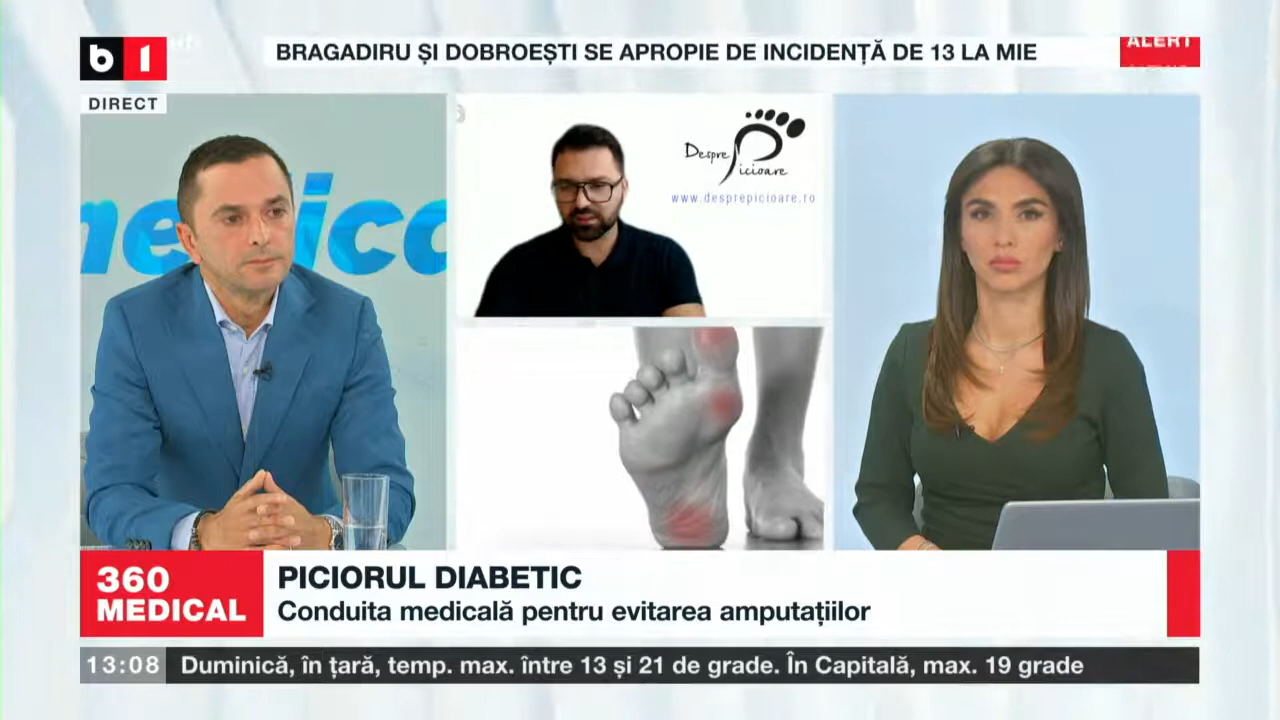 b1
BRAGADIRU ȘI DOBROEȘTI SE APROPIE DE INCIDENȚĂ DE 13 LA MIE
ALERT
DIRECT
Despre
Picioare
www.desprepicioare.ro
medica
360
MEDICAL
PICIORUL DIABETIC
Conduita medicală pentru evitarea amputațiilor
13:08 Duminică, în țară, temp. max. între 13 și 21 de grade. În Capitală, max. 19 grade